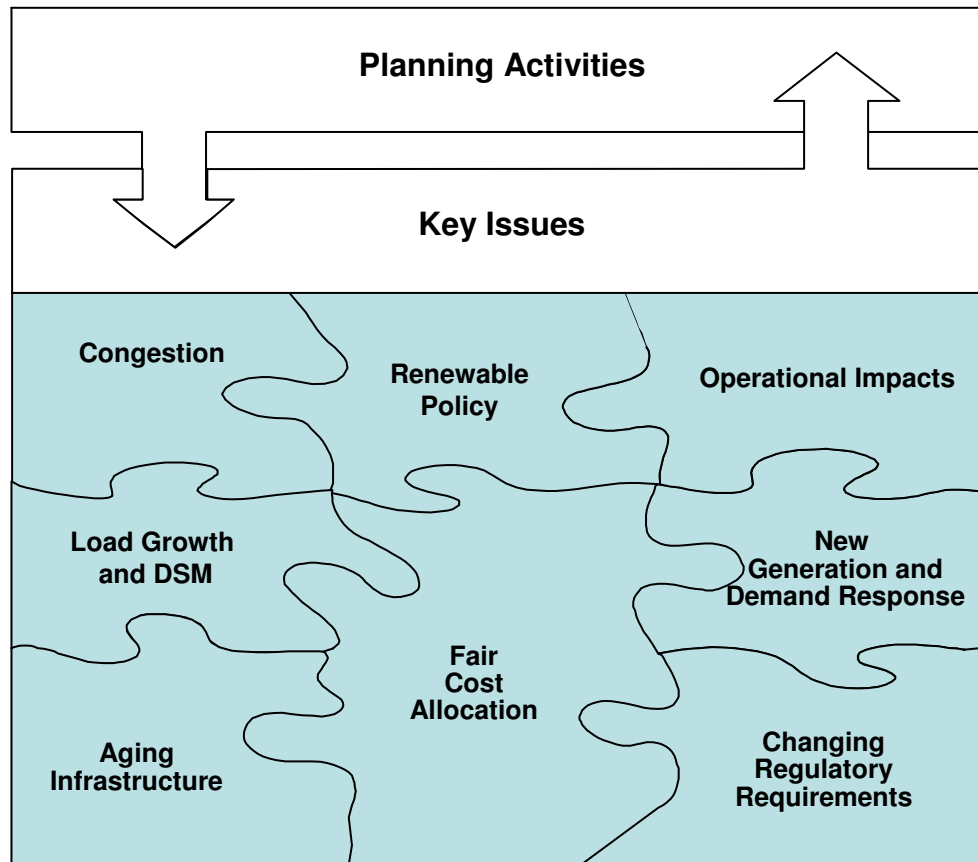 Planning Activities
Key Issues
Congestion
Renewable
Policy
Operational Impacts
Load Growth
and DSM
New
Generation and
Demand Response
Fair
Cost
Allocation
Aging
Infrastructure
Changing
Regulatory
Requirements